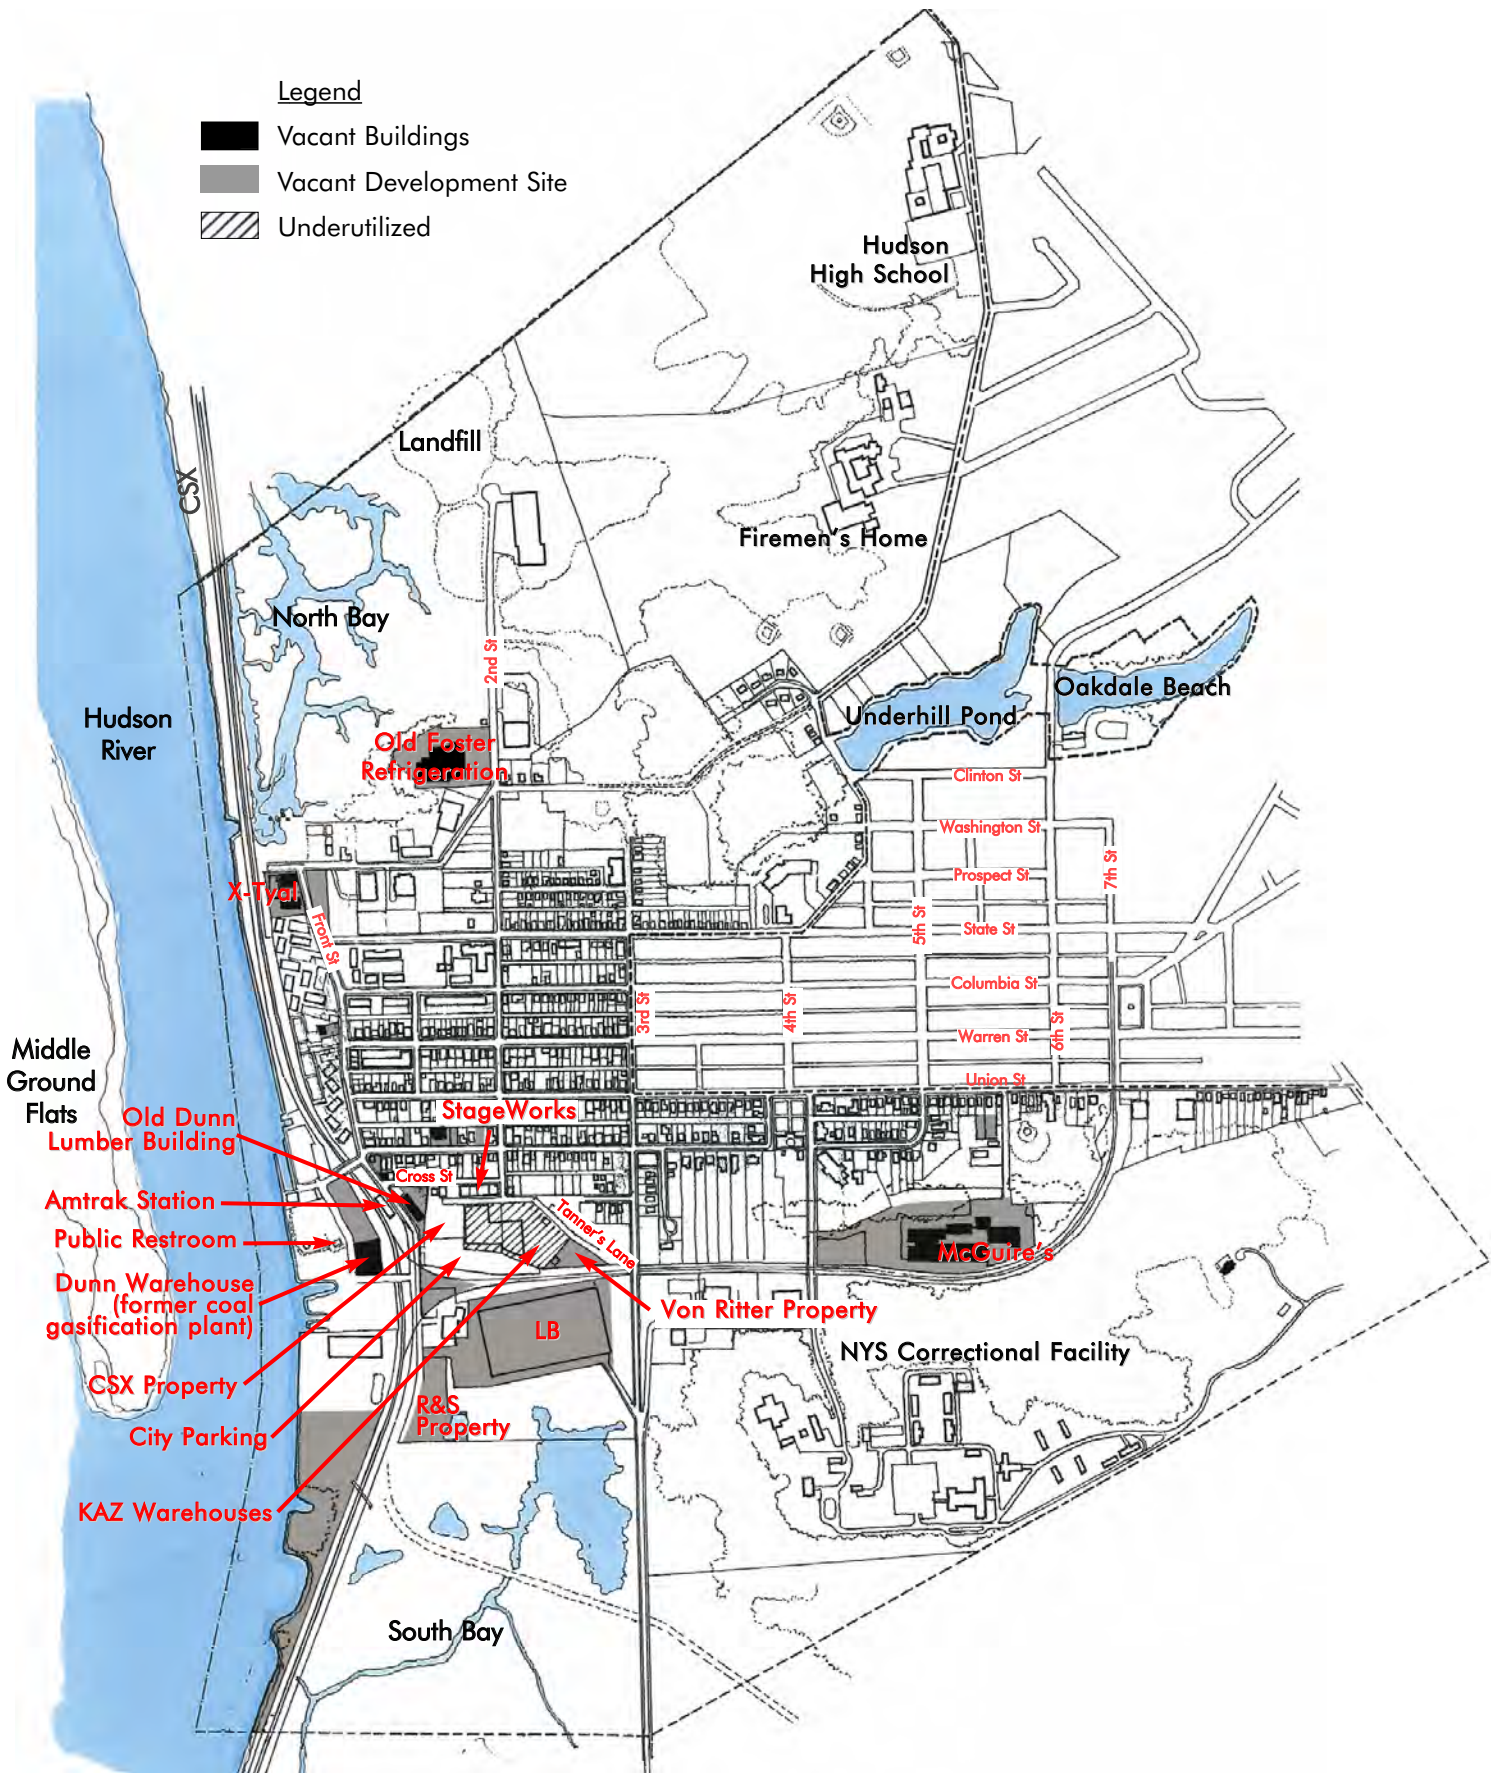 Legend
Vacant Buildings
Vacant Development Site
Underutilized
Hudson
High School
Landfill
CSX
Firemen's Home
North Bay
2nd St
Oakdale Beach
Hudson
River
Underhill Pond
Old Foster
Refrigeration
Clinton St
Washington St
7th St
Prospect St
X-Tyal
Front St
5th St
State St
Columbia St
3rd St
4th St
6th St
Warren St
Middle
Ground
Flats
Union St
StageWorks
Old Dunn
Lumber Building
Cross St
Amtrak Station
Tanner's Lane
Public Restroom
McGuire's
Dunn Warehouse
(former coal
gasification plant)
Von Ritter Property
LB
NYS Correctional Facility
CSX Property
R&S
Property
City Parking
KAZ Warehouses
South Bay